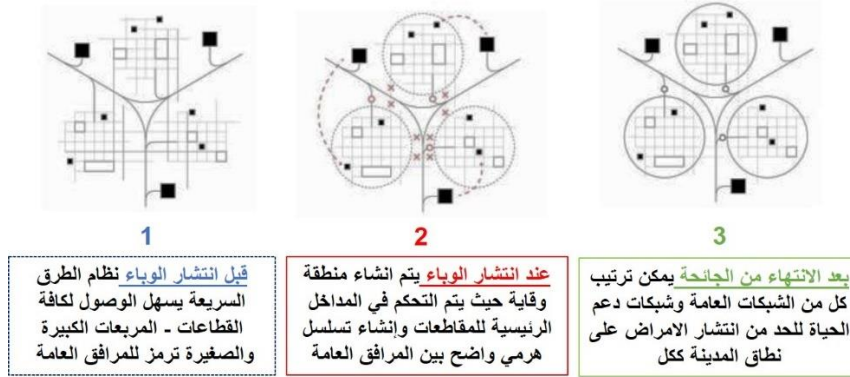 1
قبل انتشار الوباء نظام الطرق
السريعة يسهل الوصول لكافة
القطاعات - المربعات الكبيرة
والصغيرة ترمز للمرافق العامة
2
عند انتشار الوباء يتم انشاء منطقة
وقاية حيث يتم التحكم في المداخل
الرئيسية للمقاطعات وإنشاء تسلسل
هرمي واضح بين المرافق العامة
3
بعد الانتهاء من الجائحة يمكن ترتيب
كل من الشبكات العامة وشبكات دعم
الحياة للحد من انتشار الامراض على
نطاق المدينة ككل